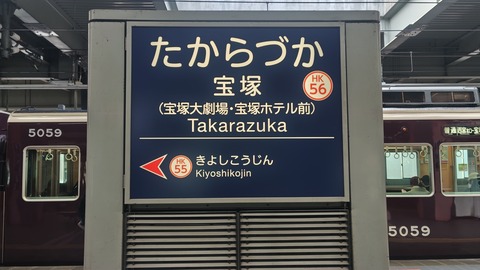 たからづか
宝塚
HK
56
(宝塚大劇場・宝塚ホテル前)
Takarazuka
HK
55
きよしこうじん
Kiyoshikojin
5059
5059